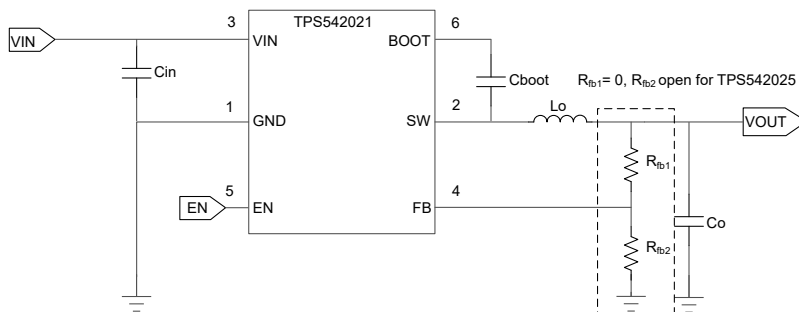 TPS542021
3
6
VIN
VIN
BOOT
Cin
Cboot
Rfb1= 0, Rfb2 open for TPS542025
1
2
Lo
GND
SW
VOUT
Rfb1
5
4
EN
EN
FB
Co
Rfb2